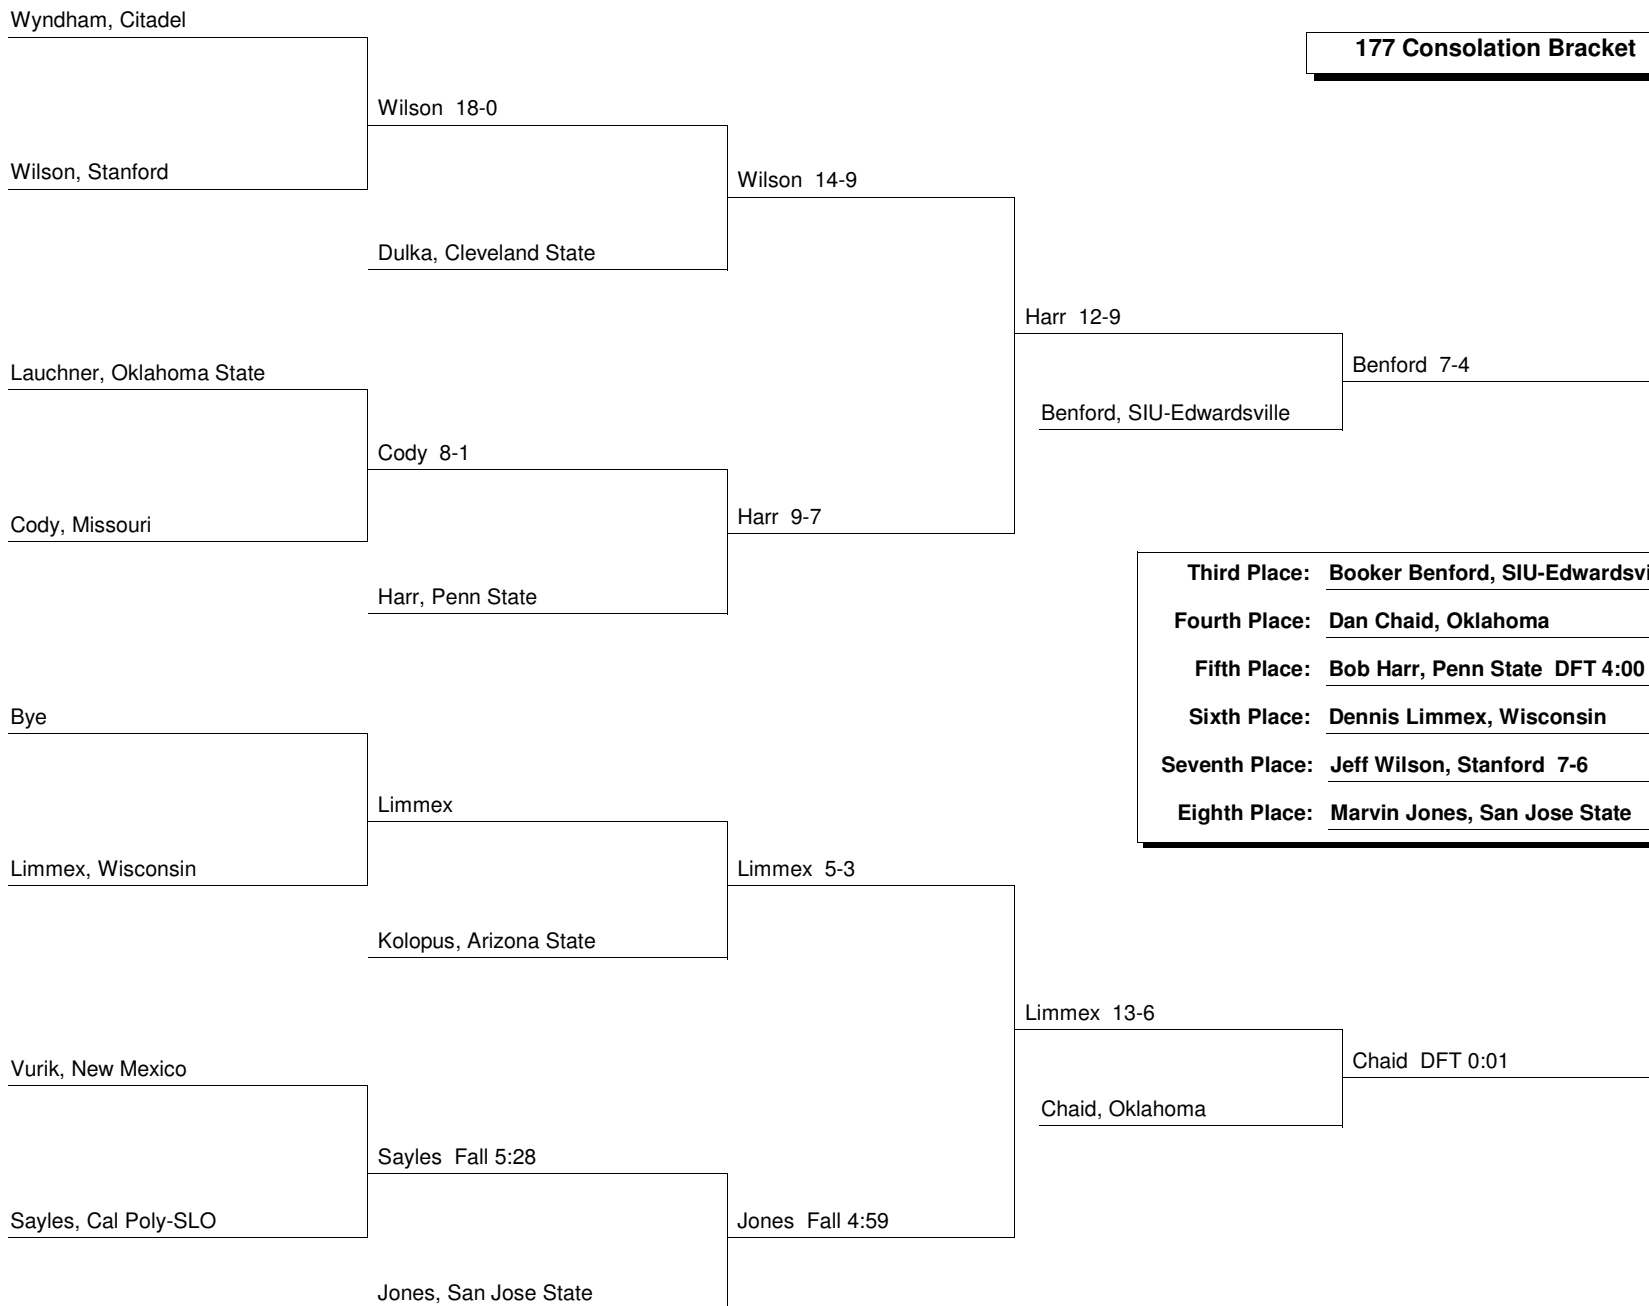 Wyndham, Citadel
177 Consolation Bracket
Wilson 18-0
Wilson, Stanford
Wilson 14-9
Dulka, Cleveland State
Harr 12-9
Lauchner, Oklahoma State
Benford 7-4
Benford, SIU-Edwardsville
Cody 8-1
Cody, Missouri
Harr 9-7
Harr, Penn State
Third Place: Booker Benford, SIU-Edwardsvi
Fourth Place: Dan Chaid, Oklahoma
Fifth Place: Bob Harr, Penn State DFT 4:00
Sixth Place: Dennis Limmex, Wisconsin
Seventh Place: Jeff Wilson, Stanford 7-6
Eighth Place: Marvin Jones, San Jose State
Bye
Limmex
Limmex, Wisconsin
Limmex 5-3
Kolopus, Arizona State
Limmex 13-6
Vurik, New Mexico
Chaid DFT 0:01
Chaid, Oklahoma
Sayles Fall 5:28
Sayles, Cal Poly-SLO
Jones Fall 4:59
Jones, San Jose State